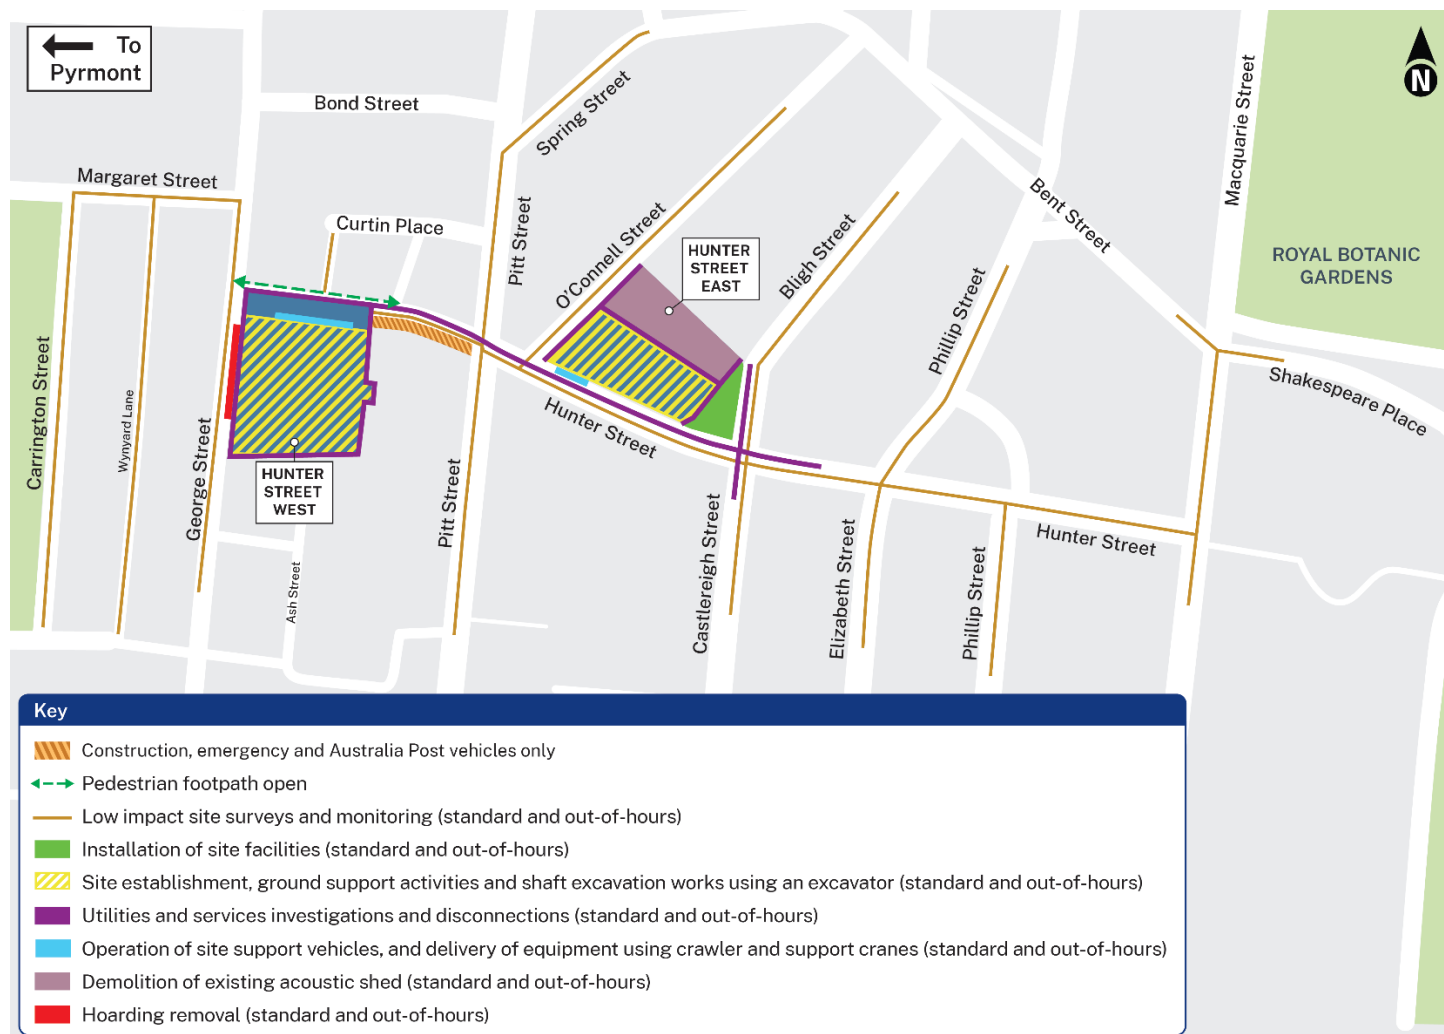 To
Pyrmont
N
Bond Street
Spring Street
Macquarie Street
Margaret Street
Curtin Place
Pitt Street
O'Connell Street
HUNTER
STREET
EAST
Bligh Street
Bent Street
ROYAL BOTANIC
GARDENS
Phillip Street
Carrington Street
Wynyard Lane
George Street
HUNTER
STREET
WEST
Hunter Street
Shakespeare Place
Pitt Street
Castlereigh Street
Elizabeth Street
Phillip Street
Hunter Street
Ash Street
Key
Construction, emergency and Australia Post vehicles only
Pedestrian footpath open
Low impact site surveys and monitoring (standard and out-of-hours)
Installation of site facilities (standard and out-of-hours)
Site establishment, ground support activities and shaft excavation works using an excavator (standard and out-of-hours)
Utilities and services investigations and disconnections (standard and out-of-hours)
Operation of site support vehicles, and delivery of equipment using crawler and support cranes (standard and out-of-hours)
Demolition of existing acoustic shed (standard and out-of-hours)
Hoarding removal (standard and out-of-hours)